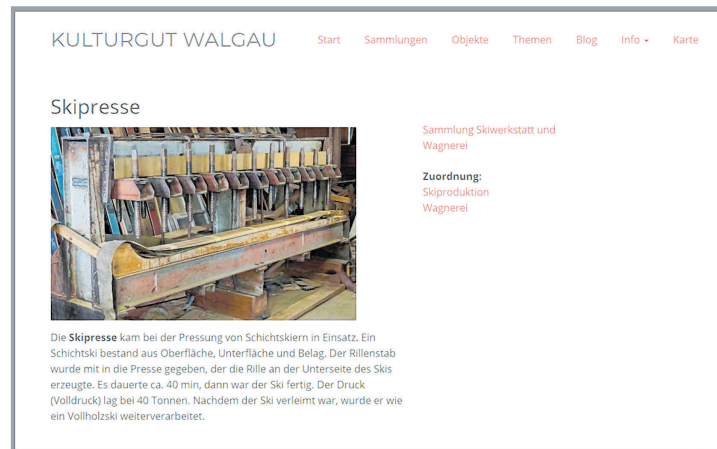 KULTURGUT WALGAU
Start Sammlungen Objekte Themen Blog Info Karte
Skipresse
Sammlung Skiwerkstatt und
Wagnerei
Zuordnung:
Skiproduktion
Wagnerei
Die Skipresse kam bei der Pressung von Schichtskiern in Einsatz. Ein
Schichtski bestand aus Oberfläche, Unterfläche und Belag. Der Rillenstab
wurde mit in die Presse gegeben, der die Rille an der Unterseite des Skis
erzeugte. Es dauerte ca. 40 min, dann war der Ski fertig. Der Druck
(Volldruck) lag bei 40 Tonnen. Nachdem der Ski verleimt war, wurde er wie
ein Vollholzski weiterverarbeitet.